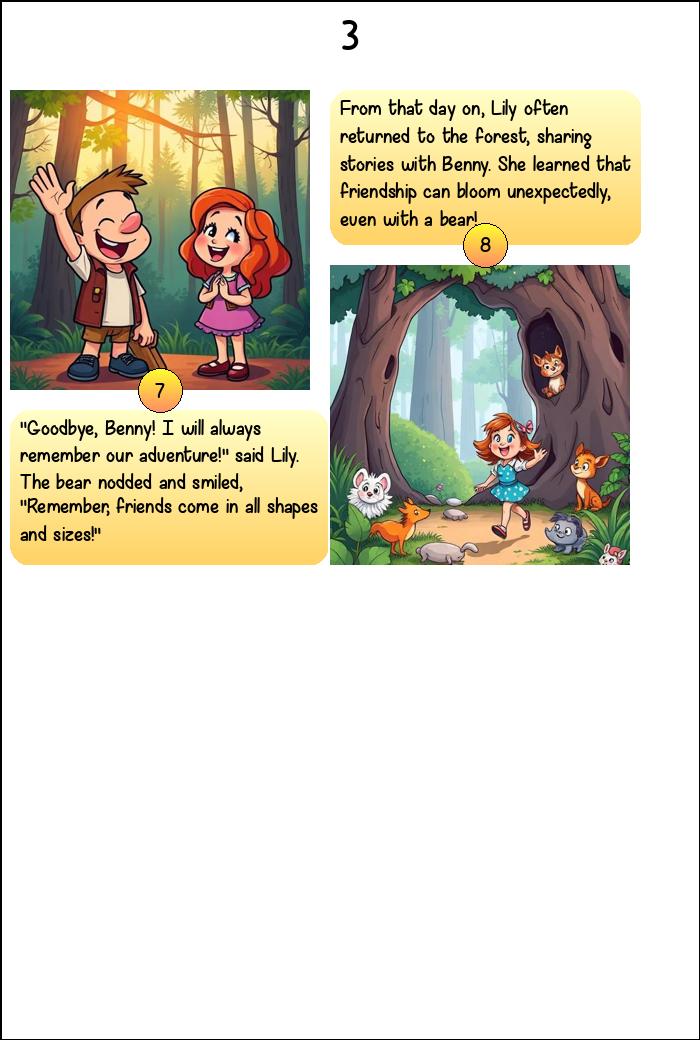 3
7
"Goodbye, Benny! I will always
remember our adventure!" said Lily.
The bear nodded and smiled,
"Remember, friends come in all shapes
and sizes!"
From that day on, Lily often
returned to the forest, sharing
stories with Benny. She learned that
friendship can bloom unexpectedly,
even with a bear!
8